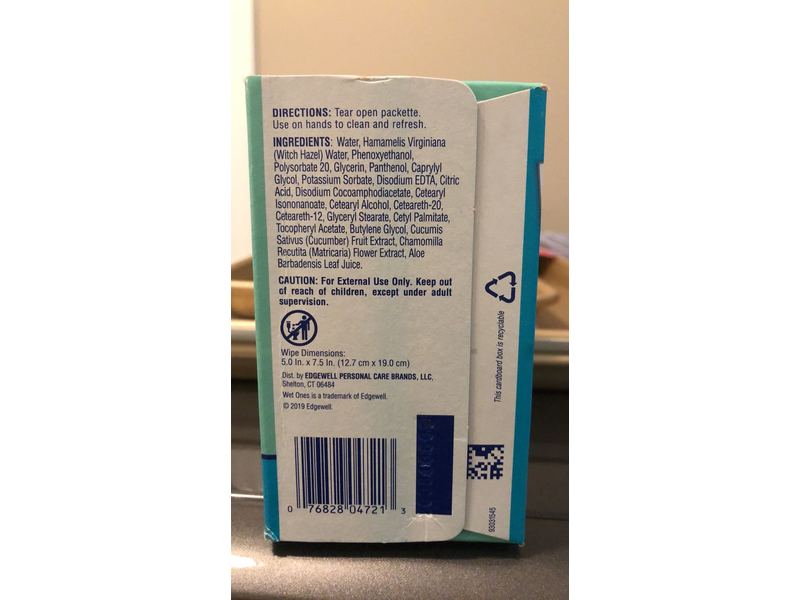 DIRECTIONS: Tear open packette.
Use on hands to clean and refresh.
INGREDIENTS: Water, Hamamelis Virginiana
(Witch Hazel) Water, Phenoxyethanol,
Polysorbate 20, Glycerin, Panthenol, Caprylyl
Glycol, Potassium Sorbate, Disodium EDTA, Citric
Acid, Disodium Cocoamphodiacetate, Cetearyl
Isononanoate, Cetearyl Alcohol, Ceteareth-20,
Ceteareth-12, Glyceryl Stearate, Cetyl Palmitate,
Tocopheryl Acetate, Butylene Glycol, Cucumis
Sativus (Cucumber) Fruit Extract, Chamomilla
Recutita (Matricaria) Flower Extract, Aloe
Barbadensis Leaf Juice.
CAUTION: For External Use Only. Keep out
of reach of children, except under adult
supervision.
Wipe Dimensions:
5.0 In. x 7.5 In. (12.7 cm x 19.0 cm)
Dist. by EDGEWELL PERSONAL CARE BRANDS, LLC,
Shelton, CT 06484
Wet Ones is a trademark of Edgewell.
© 2019 Edgewell.
0 76828 04721 3
This cardboard box is recyclable
93031545